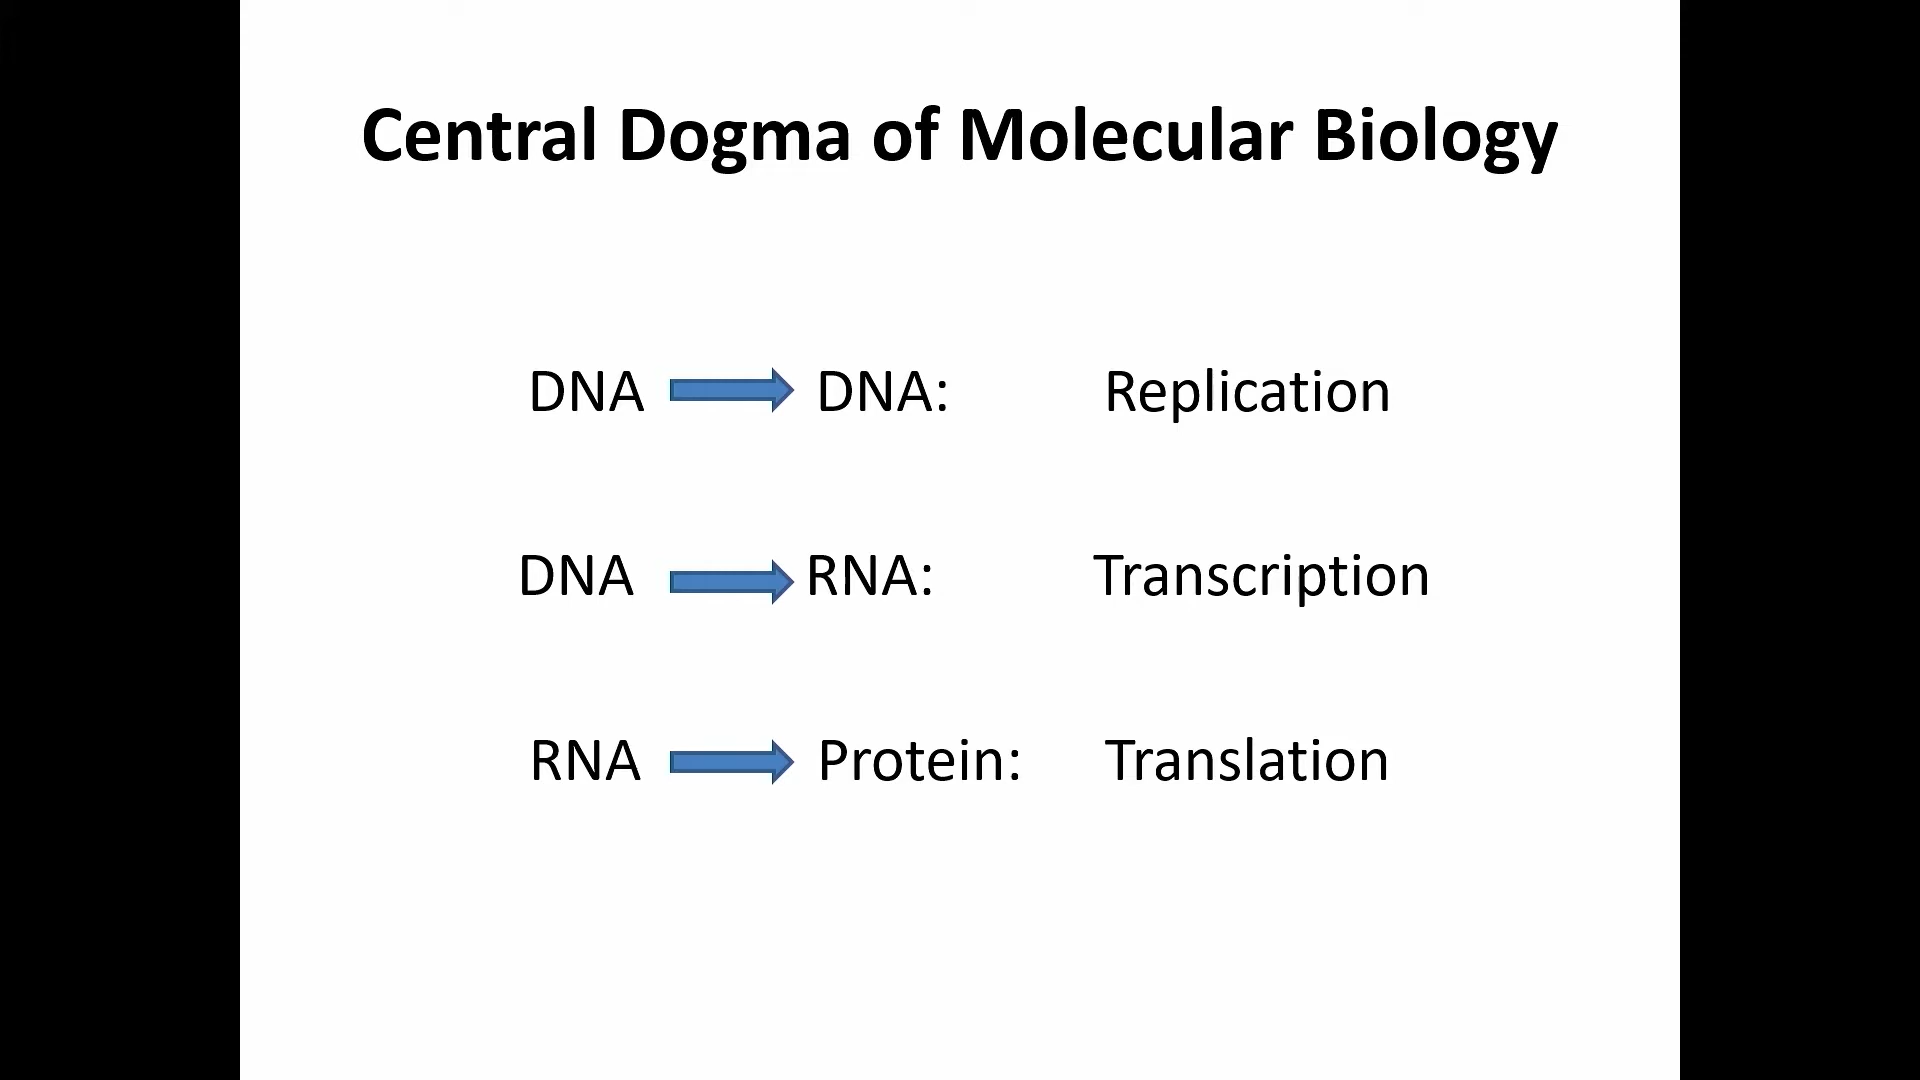 Central Dogma of Molecular Biology
DNA DNA: Replication
DNA RNA: Transcription
RNA Protein: Translation